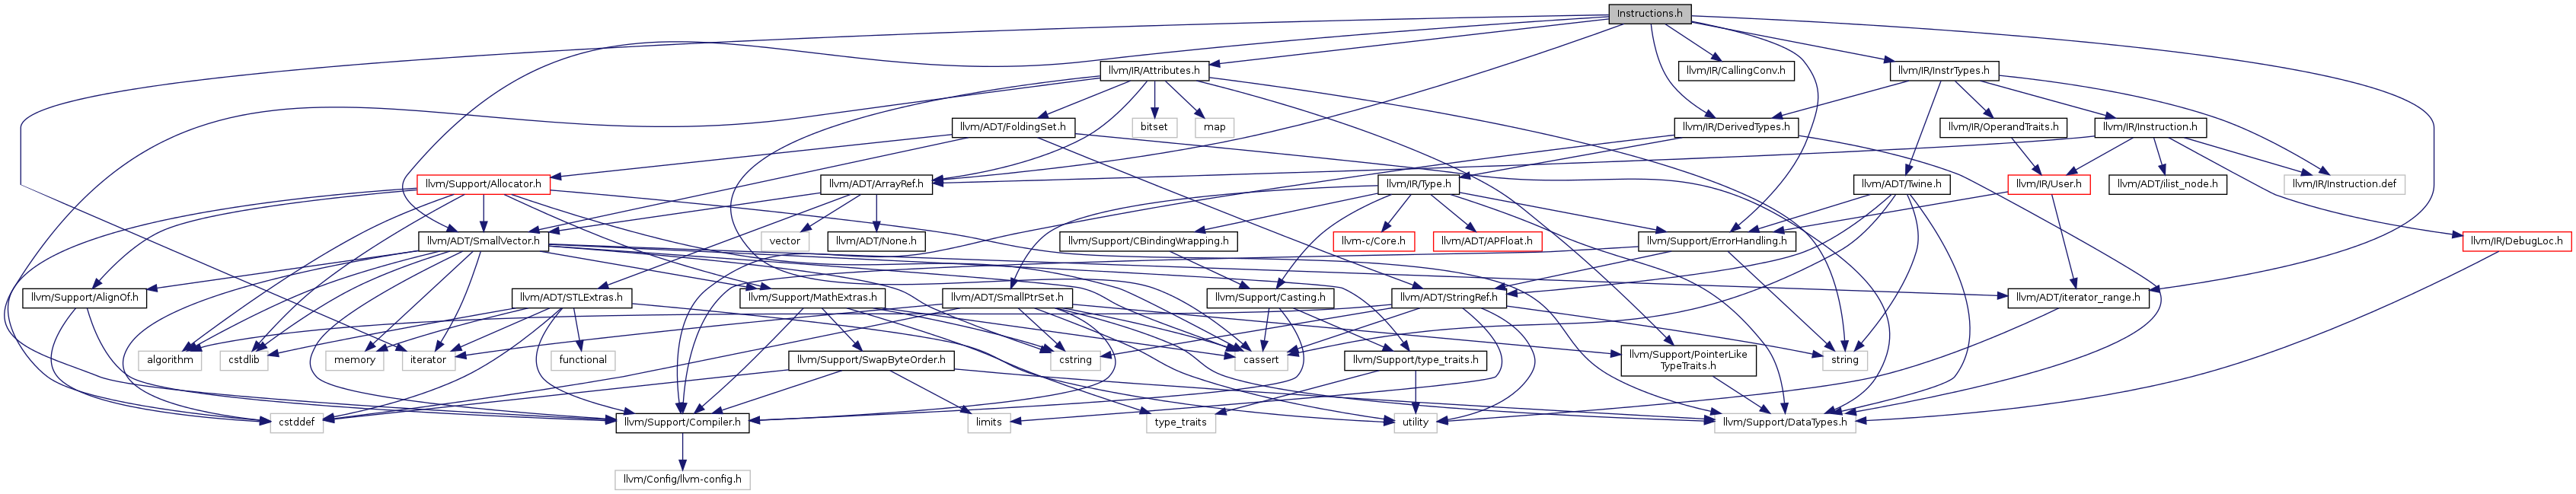 Instructions.h
llvm/IR/Attributes.h
llvm/IR/CallingConv.h
llvm/IR/InstrTypes.h
llvm/ADT/FoldingSet.h
bitset
map
llvm/IR/DerivedTypes.h
llvm/IR/OperandTraits.h
llvm/IR/Instruction.h
llvm/Support/Allocator.h
llvm/ADT/ArrayRef.h
llvm/IR/Type.h
llvm/ADT/Twine.h
llvm/IR/User.h
llvm/ADT/ilist_node.h
llvm/IR/Instruction.def
llvm/ADT/SmallVector.h
vector
llvm/ADT/None.h
llvm/Support/CBindingWrapping.h
llvm-c/Core.h
llvm/ADT/APFloat.h
llvm/Support/ErrorHandling.h
llvm/IR/DebugLoc.h
llvm/Support/AlignOf.h
llvm/ADT/STLExtras.h
llvm/Support/MathExtras.h
llvm/ADT/SmallPtrSet.h
llvm/Support/Casting.h
llvm/ADT/StringRef.h
llvm/ADT/iterator_range.h
algorithm
cstdlib
memory
iterator
functional
llvm/Support/SwapByteOrder.h
cstring
cassert
llvm/Support/type_traits.h
llvm/Support/PointerLike
TypeTraits.h
string
cstddef
llvm/Support/Compiler.h
limits
type_traits
utility
llvm/Support/DataTypes.h
llvm/Config/llvm-config.h